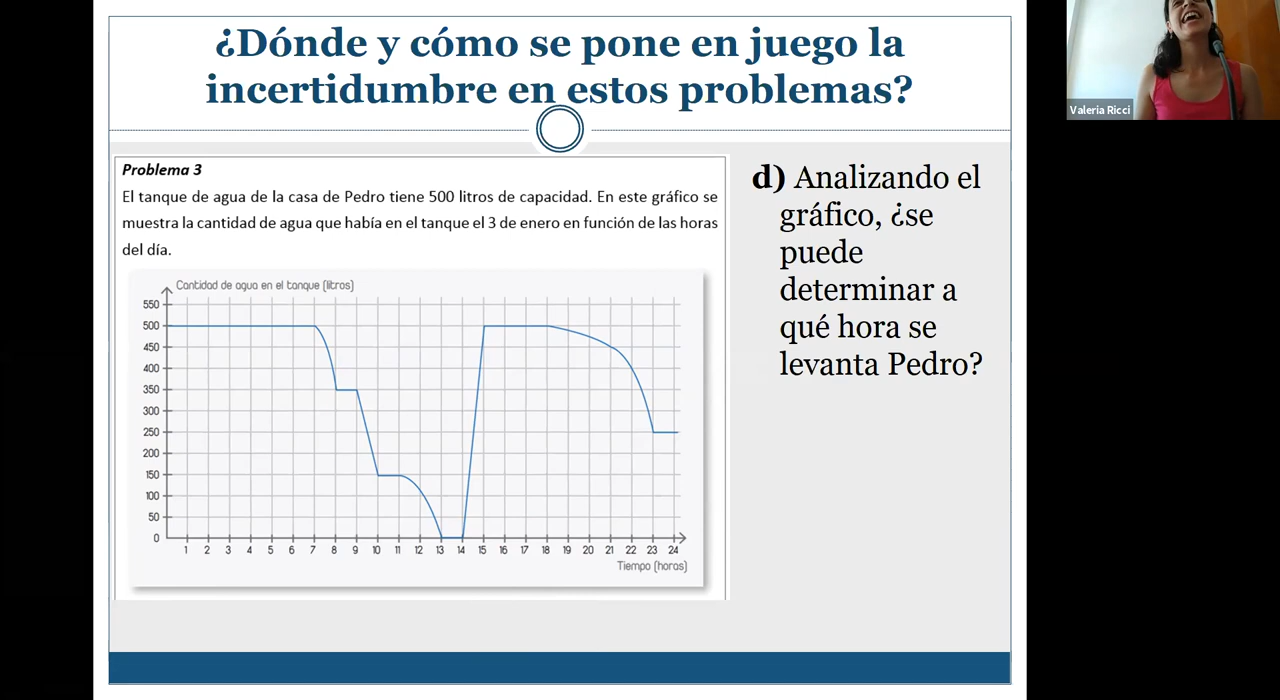 ¿Dónde y cómo se pone en juego la
incertidumbre en estos problemas?
Valeria Ricci
Problema 3
El tanque de agua de la casa de Pedro tiene 500 litros de capacidad. En este gráfico se
muestra la cantidad de agua que había en el tanque el 3 de enero en función de las horas
del día.
Cantidad de agua en el tanque (litros)
550
500
450
400
350
300
250
200
150
100
50
0
1 2 3 4 5 6 7 8 9 10 11 12 13 14 15 16 17 18 19 20 21 22 23 24
Tiempo (horas)
d) Analizando el
gráfico, ¿se
puede
determinar a
qué hora se
levanta Pedro?